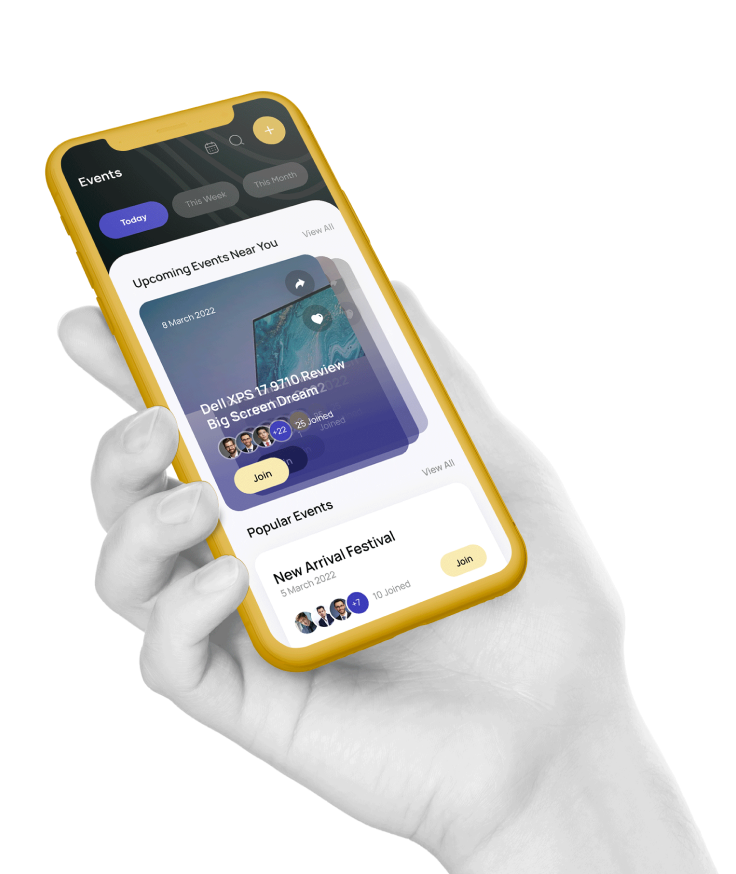 Events
Today
This Week
This Month
Upcoming Events Near You
View All
8 March 2022
Dell XPS 17 9710 Review
Big Screen Dream
+22
25 Joined
Joined
Join
Popular Events
View All
New Arrival Festival
5 March 2022
+7
10 Joined
Join